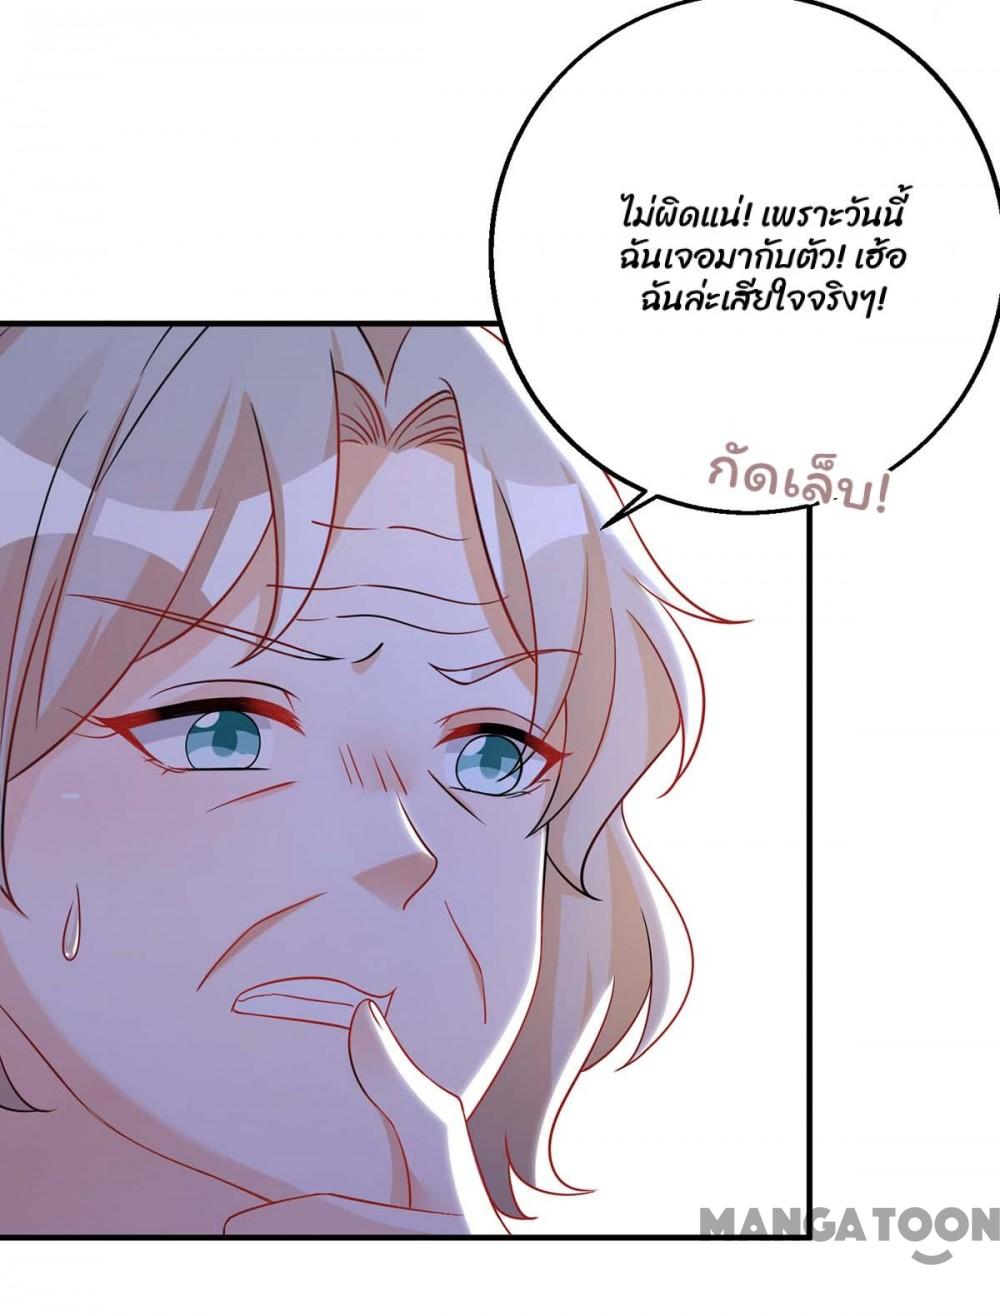 ไม่ผิดแน่! เพราะวันนี้
ฉันเจอมากับตัว! เฮ้อ
ฉันล่ะเสียใจจริงๆ!
กัดเล็บ!
MANGATOON